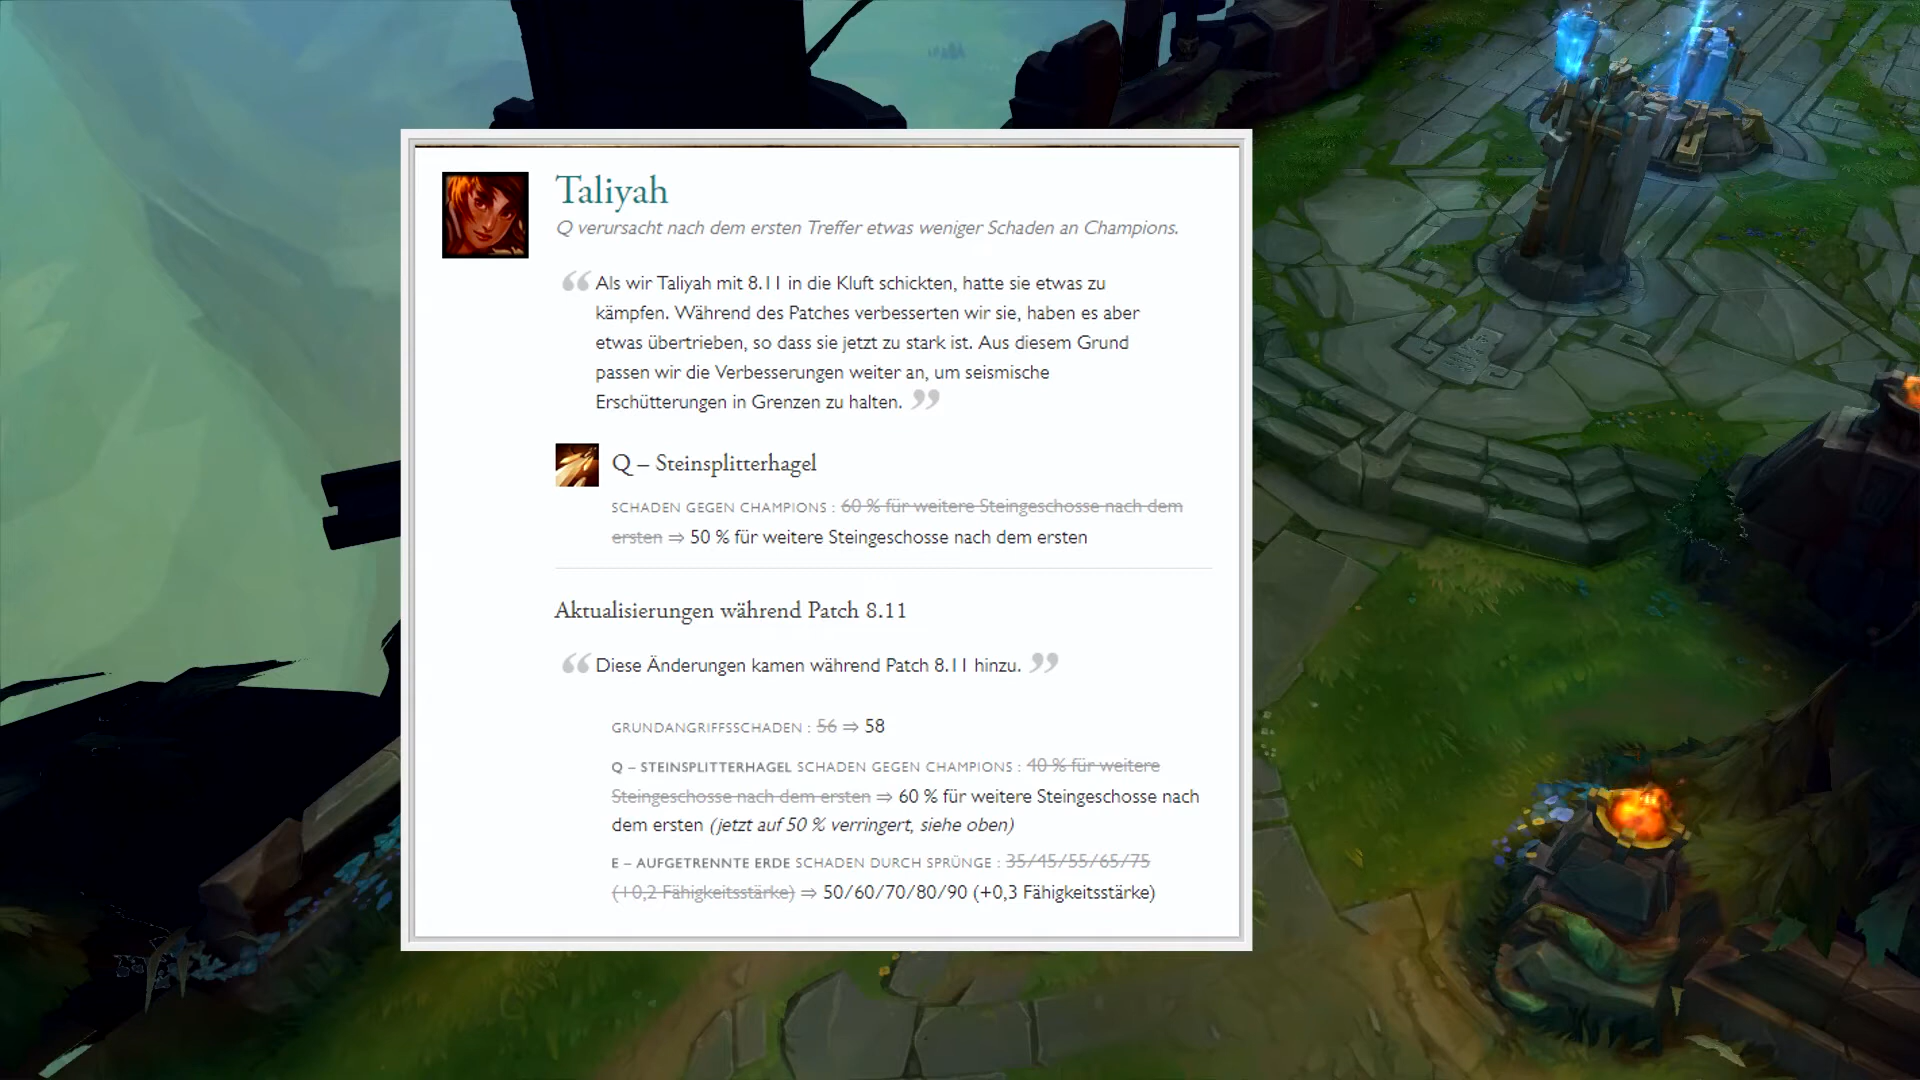 Taliyah
Q verursacht nach dem ersten Treffer etwas weniger Schaden an Champions.
“Als wir Taliyah mit 8.11 in die Kluft schickten, hatte sie etwas zu
kämpfen. Während des Patches verbesserten wir sie, haben es aber
etwas übertrieben, so dass sie jetzt zu stark ist. Aus diesem Grund
passen wir die Verbesserungen weiter an, um seismische
Erschütterungen in Grenzen zu halten.”
Q – Steinsplitterhagel
SCHADEN GEGEN CHAMPIONS : 60 % für weitere Steingeschosse nach dem
ersten ⇒ 50 % für weitere Steingeschosse nach dem ersten
Aktualisierungen während Patch 8.11
“Diese Änderungen kamen während Patch 8.11 hinzu.”
GRUNDANGRIFFSSCHADEN : 56 ⇒ 58
Q – STEINSPLITTERHAGEL SCHADEN GEGEN CHAMPIONS : 40 % für weitere
Steingeschosse nach dem ersten ⇒ 60 % für weitere Steingeschosse nach
dem ersten (jetzt auf 50 % verringert, siehe oben)
E – AUFGETRENNTE ERDE SCHADEN DURCH SPRÜNGE : 35/45/55/65/75
(+0,2 Fähigkeitsstärke) ⇒ 50/60/70/80/90 (+0,3 Fähigkeitsstärke)